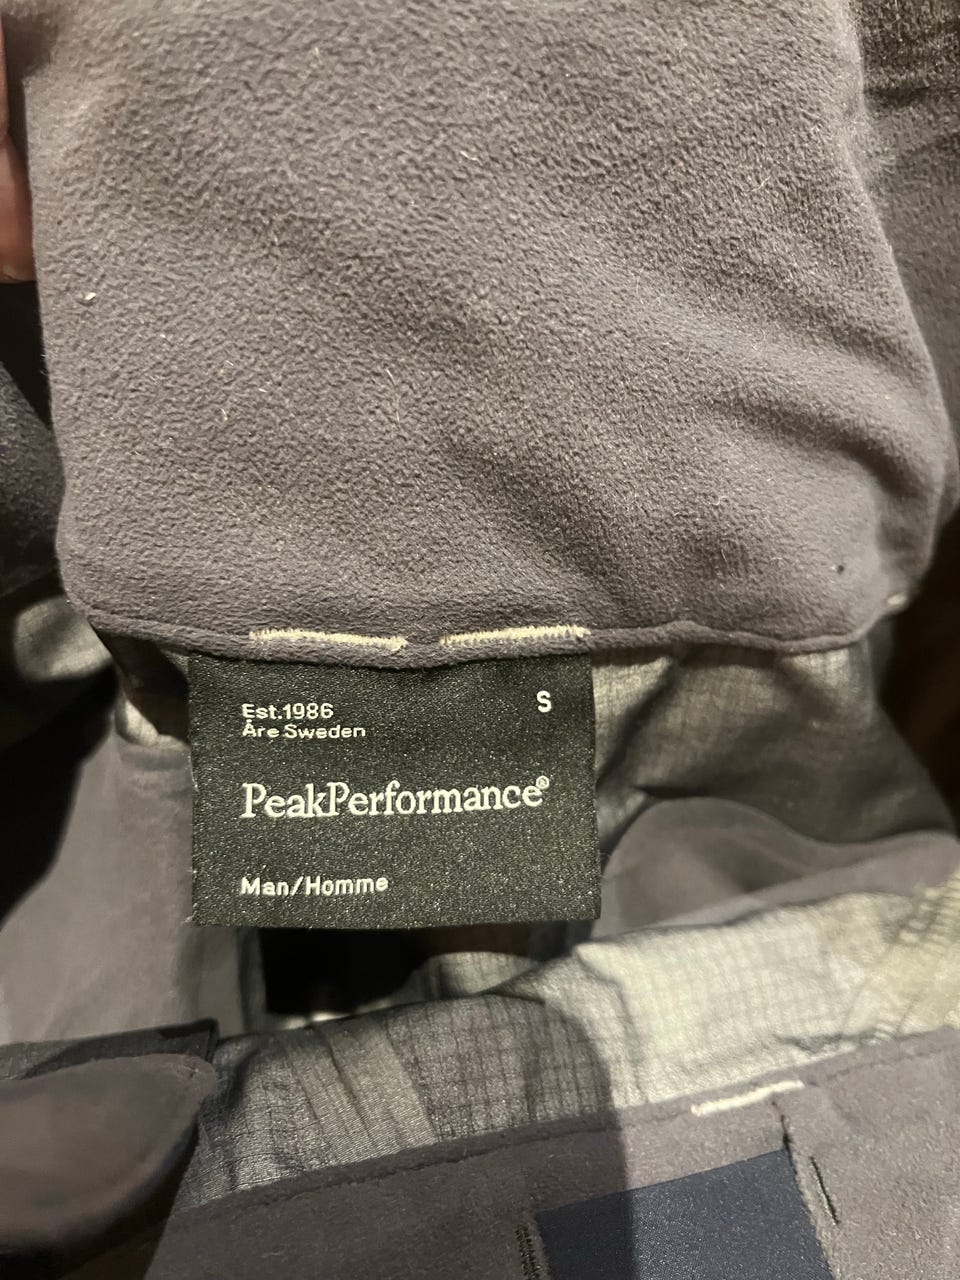 Est.1986
Åre Sweden
S
PeakPerformance®
Man/Homme